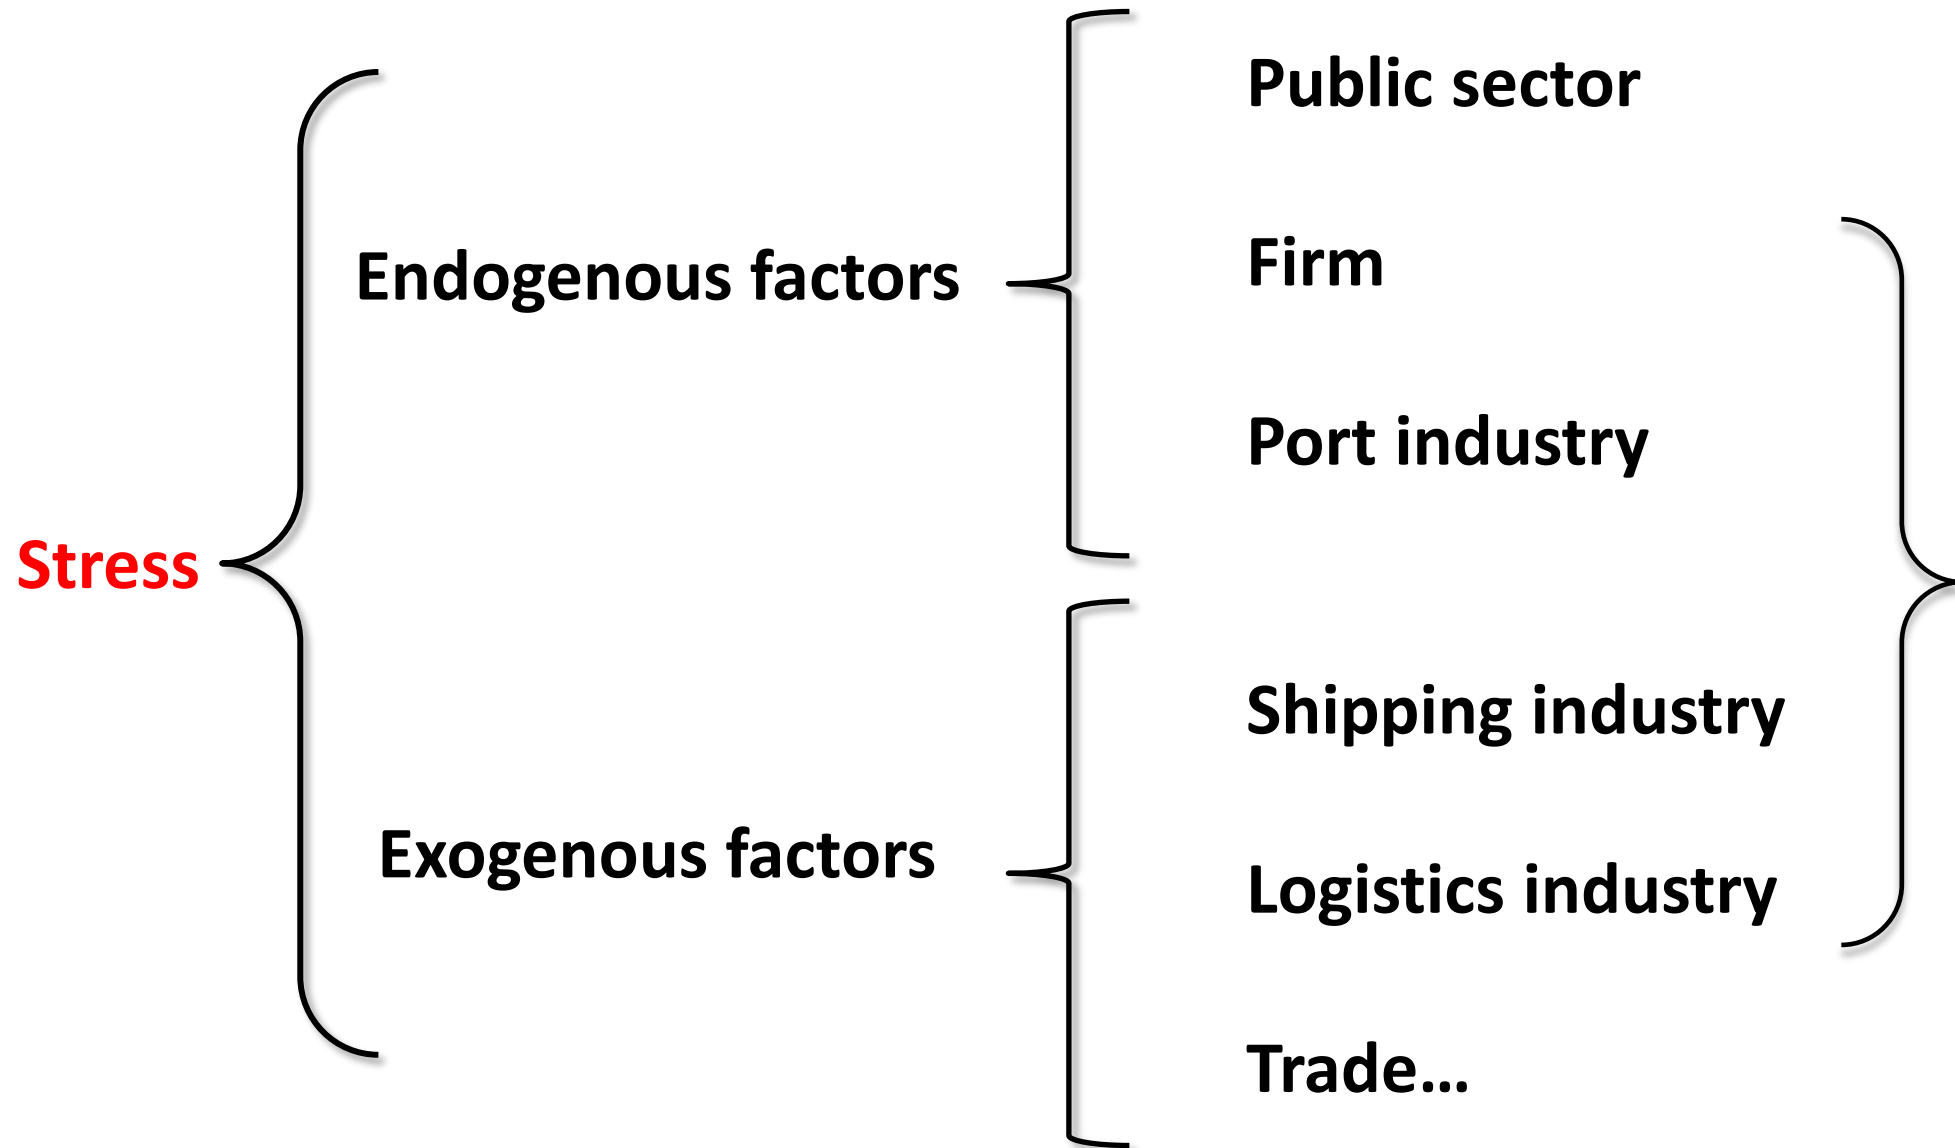 Stress
Endogenous factors
Public sector
Firm
Port industry
Exogenous factors
Shipping industry
Logistics industry
Trade...